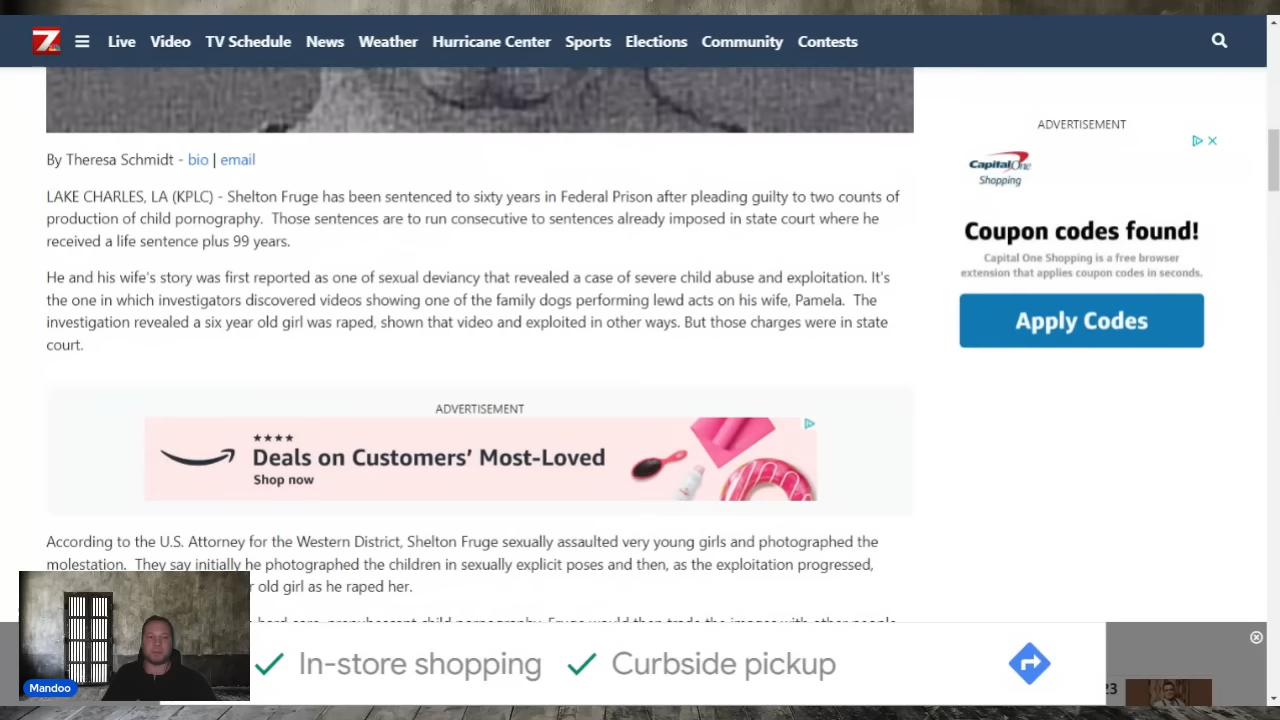 7
Live Video TV Schedule News Weather Hurricane Center Sports Elections Community Contests
By Theresa Schmidt - bio | email
LAKE CHARLES, LA (KPLC) - Shelton Fruge has been sentenced to sixty years in Federal Prison after pleading guilty to two counts of
production of child pornography. Those sentences are to run consecutive to sentences already imposed in state court where he
received a life sentence plus 99 years.
He and his wife's story was first reported as one of sexual deviancy that revealed a case of severe child abuse and exploitation. It's
the one in which investigators discovered videos showing one of the family dogs performing lewd acts on his wife, Pamela. The
investigation revealed a six year old girl was raped, shown that video and exploited in other ways. But those charges were in state
court.
ADVERTISEMENT
Deals on Customers' Most-Loved
Shop now
According to the U.S. Attorney for the Western District, Shelton Fruge sexually assaulted very young girls and photographed the
molestation. They say initially he photographed the children in sexually explicit poses and then, as the exploitation progressed,
old girl as he raped her.
ADVERTISEMENT
Capital One
Shopping
Coupon codes found!
Capital One Shopping is a free browser
extension that applies coupon codes in seconds.
Apply Codes
In-store shopping Curbside pickup
23
Mandoo